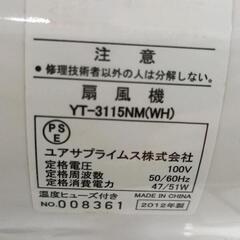 注意
●修理技術者以外の人は分解しない。
扇風機
YT-3115NM(WH)
PS
E
ユアサプライムス株式会社
定格電圧 100V
定格周波数 50/60Hz
定格消費電力 47/51W
温度ヒューズ付き MADE IN CHINA
NO.008361 2012年製